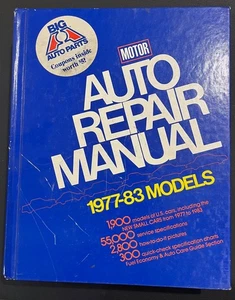 BIG
A
AUTO PARTS
Coupons Inside
MOTOR
AUTO
REPAIR
MANUAL
1977-83 MODELS
1,900 models of U.S. cars, including the
NEW SMALL CARS from 1977 to 1983
55,000 service specifications
2,800 how-to-do-it pictures
300 quick-check specification charts
Fuel Economy & Auto Care Guide Section